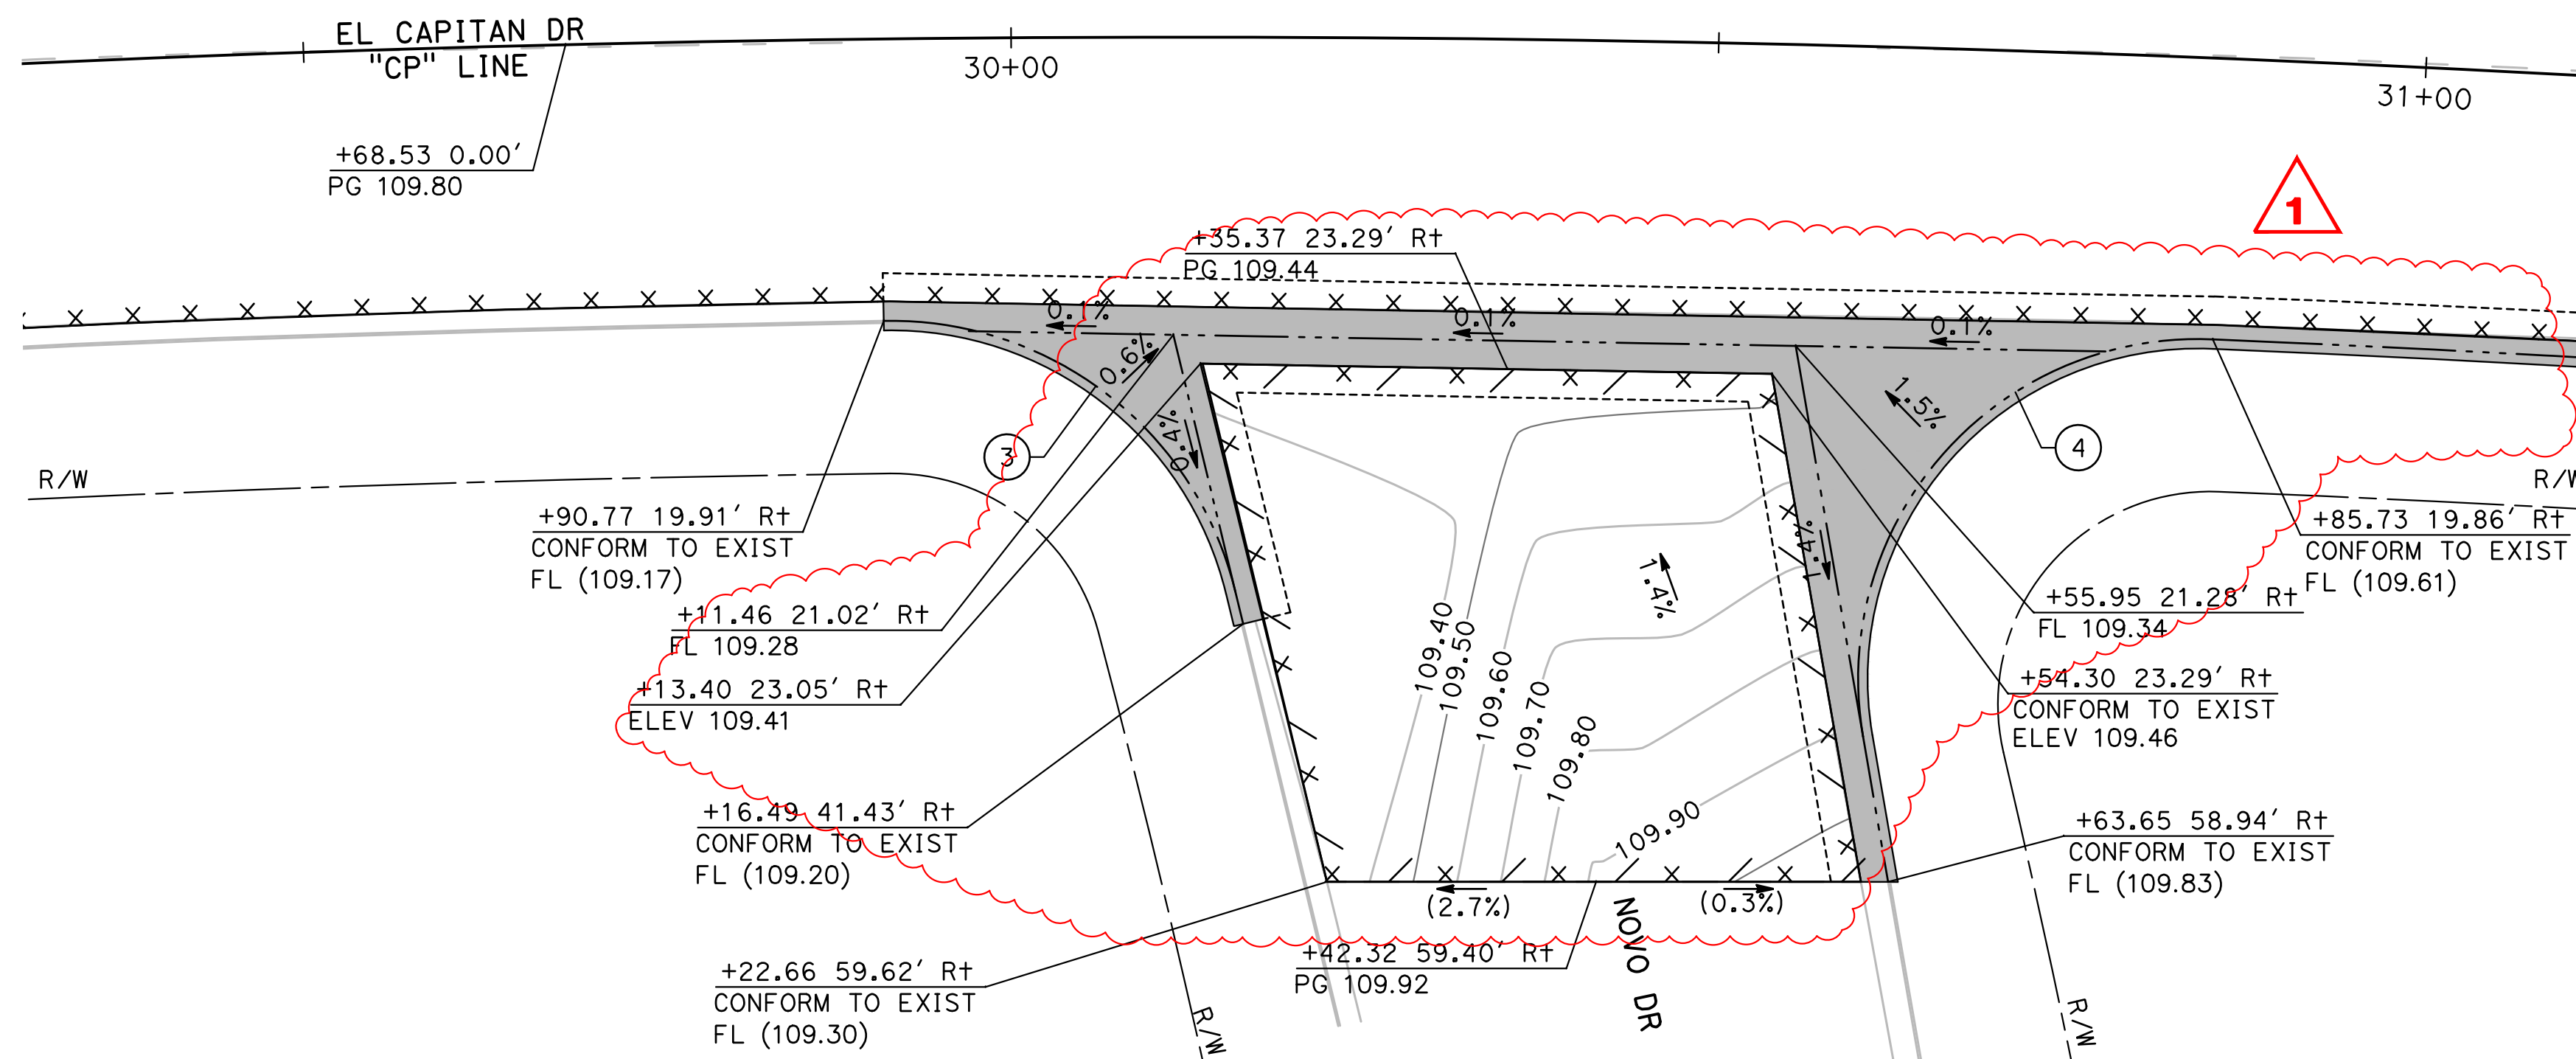 EL CAPITAN DR
"CP" LINE
30+00
31+00
+68.53 0.00′
PG 109.80
1
+35.37 23.29′ Rt
PG 109.44
0.1%
0.1%
0.1%
0.6%
0.4%
1.5%
3
4
R/W
R/W
+90.77 19.91′ Rt
CONFORM TO EXIST
FL (109.17)
+85.73 19.86′ Rt
CONFORM TO EXIST
FL (109.61)
1.4%
1.4%
+11.46 21.02′ Rt
FL 109.28
+55.95 21.28′ Rt
FL 109.34
109.40
109.50
109.60
109.70
109.80
109.90
+13.40 23.05′ Rt
ELEV 109.41
+54.30 23.29′ Rt
CONFORM TO EXIST
ELEV 109.46
+16.49 41.43′ Rt
CONFORM TO EXIST
FL (109.20)
+63.65 58.94′ Rt
CONFORM TO EXIST
FL (109.83)
(2.7%)
(0.3%)
+22.66 59.62′ Rt
CONFORM TO EXIST
FL (109.30)
+42.32 59.40′ Rt
PG 109.92
NOVO DR
R/W
R/W